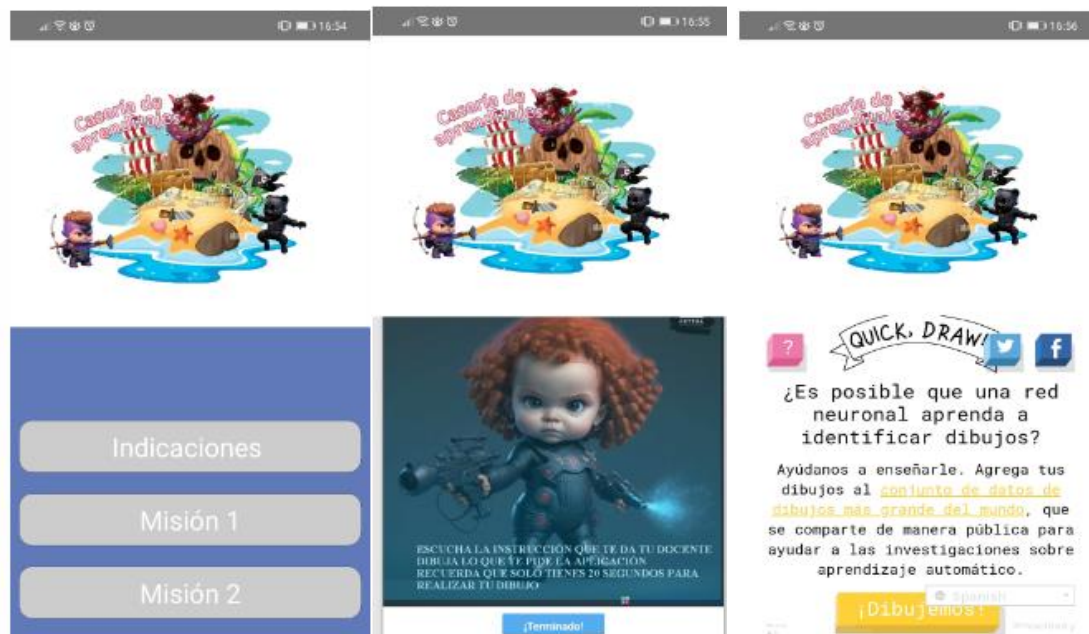 16:54
Casería de
aprendizajes
Indicaciones
Misión 1
Misión 2
16:55
Casería de
aprendizajes
ESCUCHA LA INSTRUCCIÓN QUE TE DA TU DOCENTE
DIBUJA LO QUE TE PIDE LA APLICACIÓN
RECUERDA QUE SOLO TIENES 20 SEGUNDOS PARA
REALIZAR TU DIBUJO
¡Terminado!
16:56
Casería de
aprendizajes
?
QUICK, DRAW!
f
¿Es posible que una red
neuronal aprenda a
identificar dibujos?
Ayúdanos a enseñarle. Agrega tus
dibujos al conjunto de datos de
dibujos más grande del mundo, que
se comparte de manera pública para
ayudar a las investigaciones sobre
aprendizaje automático.
Spanish
¡Dibujemos!